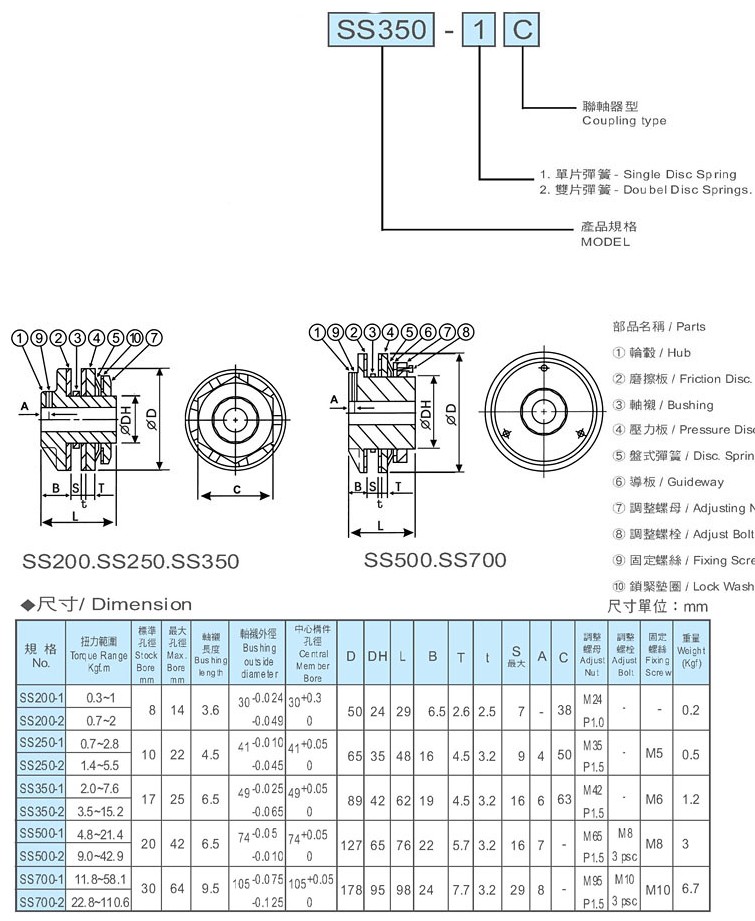 SS350 - 1 C
聯軸器型
Coupling type
1. 單片彈簧 - Single Disc Spring
2. 雙片彈簧 - Doubel Disc Springs.
產品規格
MODEL
部品名稱 / Parts
① 輪轂 / Hub
② 磨擦板 / Friction Disc.
③ 軸襯 / Bushing
④ 壓力板 / Pressure Disc
⑤ 盤式彈簧 / Disc. Sprin
⑥ 導板 / Guideway
⑦ 調整螺母 / Adjusting N
⑧ 調整螺栓 / Adjust Bolt
⑨ 固定螺絲 / Fixing Scre
⑩ 鎖緊墊圈 / Lock Wash
① ⑨ ② ③ ④ ⑤ ⑩ ⑦
A ØDH ØD
B S T
t
L
C
SS200.SS250.SS350
① ⑨ ② ③ ④ ⑤ ⑥ ⑦ ⑧
A ØDH ØD
B S T
t
L
SS500.SS700
◆尺寸/ Dimension
尺寸單位：mm
規 格 No. 扭力範圍 Torque Range Kgf.m 標準孔徑 Stock Bore mm 最大孔徑 Max. Bore mm 軸襯長度 Bushing length 軸襯外徑 Bushing outside diameter 中心構件孔徑 Central Member Bore D DH L B T t S 最大 A C 調整螺母 Adjust Nut 調整螺栓 Adjust Bolt 固定螺絲 Fixing Screw 重量 Weight (Kgf)
SS200-1 0.3~1 8 14 3.6 30 -0.024 -0.049 30 +0.3 0 50 24 29 6.5 2.6 2.5 7 - 38 M24 P1.0 - - 0.2
SS200-2 0.7~2
SS250-1 0.7~2.8 10 22 4.5 41 -0.010 -0.045 41 +0.05 0 65 35 48 16 4.5 3.2 9 4 50 M35 P1.5 - M5 0.5
SS250-2 1.4~5.5
SS350-1 2.0~7.6 17 25 6.5 49 -0.025 -0.065 49 +0.05 0 89 42 62 19 4.5 3.2 16 6 63 M42 P1.5 - M6 1.2
SS350-2 3.5~15.2
SS500-1 4.8~21.4 20 42 6.5 74 -0.05 -0.010 74 +0.05 0 127 65 76 22 5.7 3.2 16 7 - M65 P1.5 M8 3 psc M8 3
SS500-2 9.0~42.9
SS700-1 11.8~58.1 30 64 9.5 105 -0.075 -0.125 105 +0.05 0 178 95 98 24 7.7 3.2 29 8 - M95 P1.5 M10 3 psc M10 6.7
SS700-2 22.8~110.6